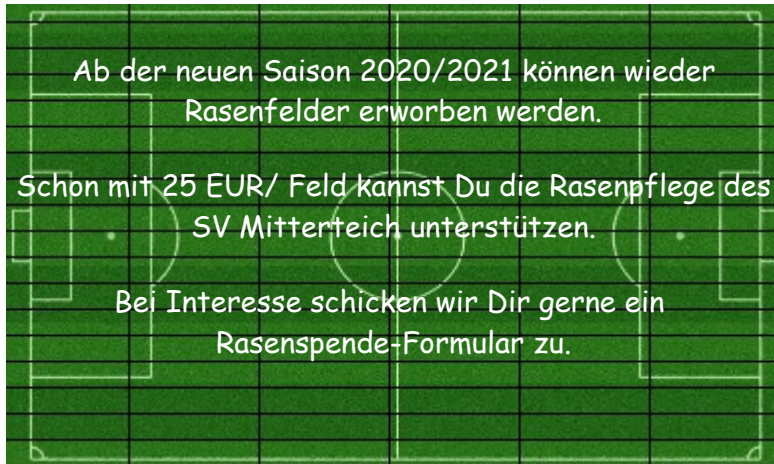 Ab der neuen Saison 2020/2021 können wieder
Rasenfelder erworben werden.
Schon mit 25 EUR/ Feld kannst Du die Rasenpflege des
SV Mitterteich unterstützen.
Bei Interesse schicken wir Dir gerne ein
Rasenspende-Formular zu.